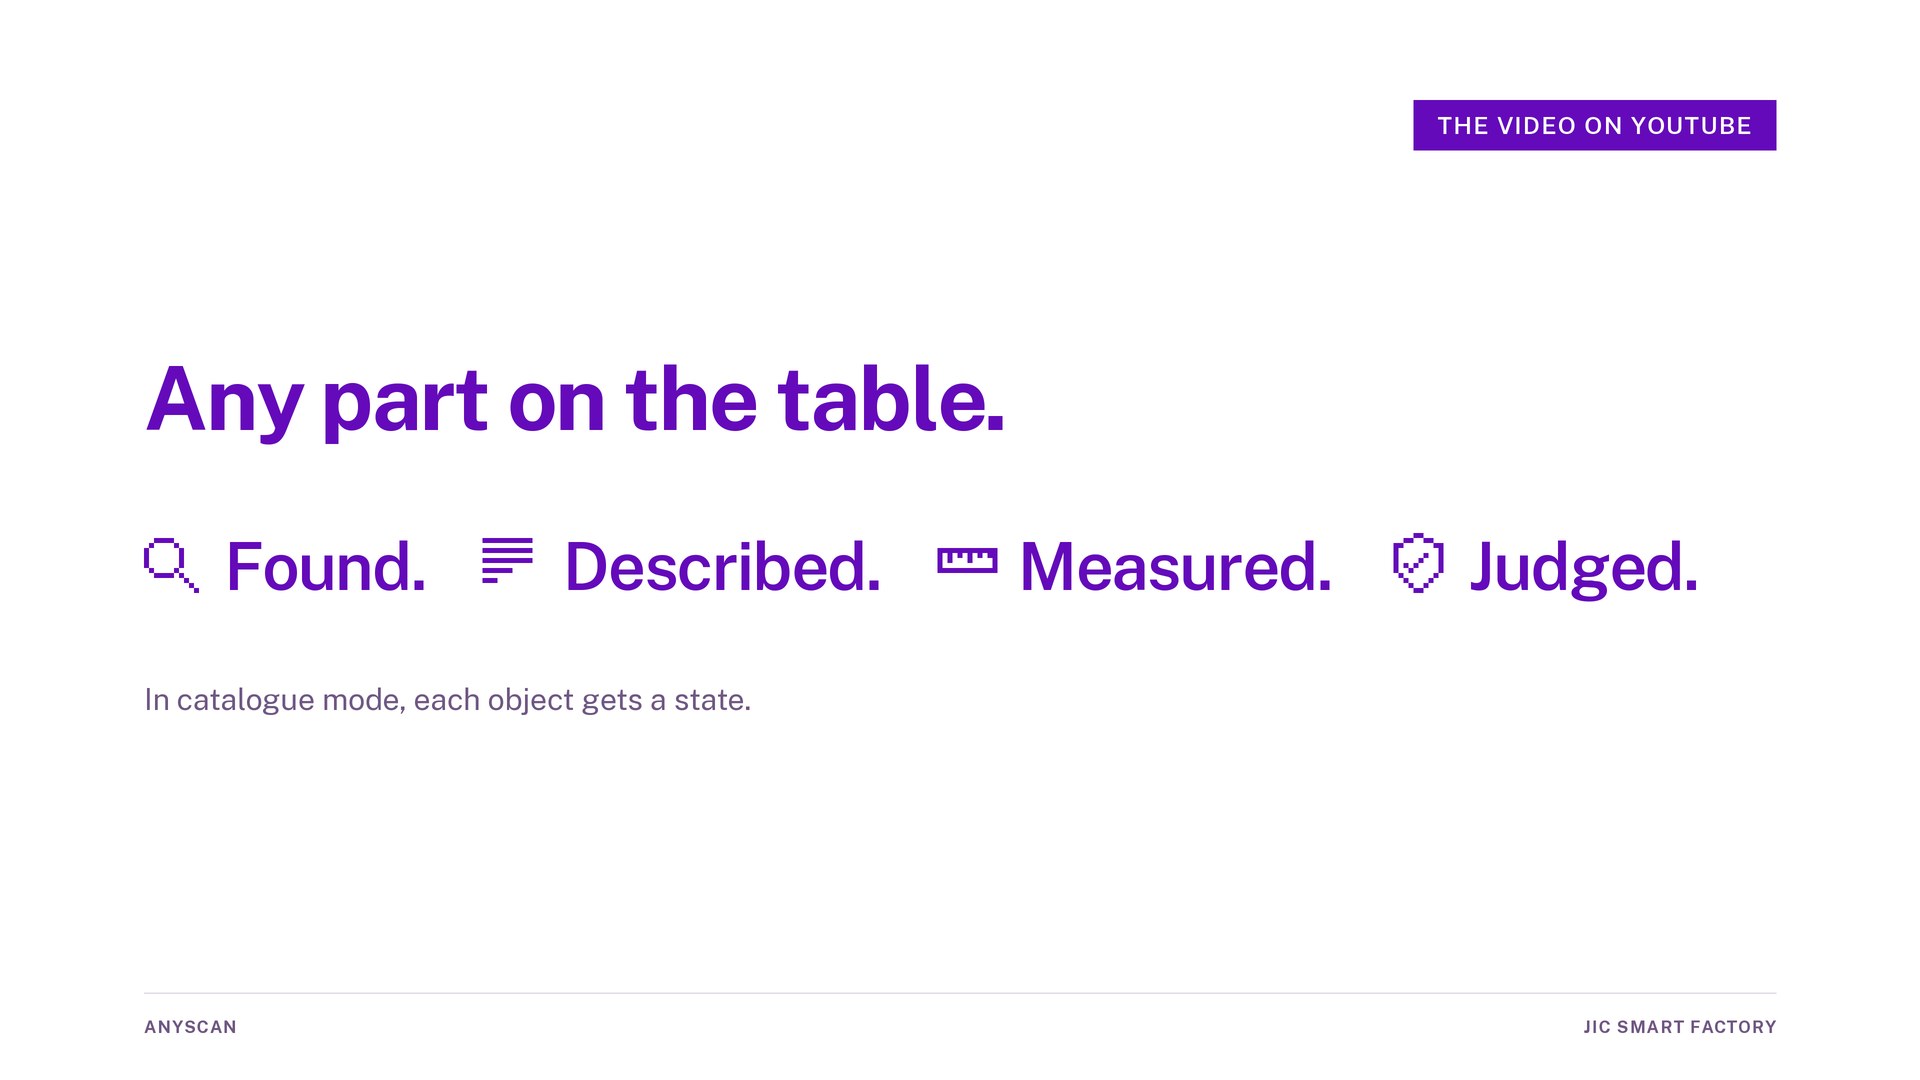 THE VIDEO ON YOUTUBE
Any part on the table.
Found. Described. Measured. Judged.
In catalogue mode, each object gets a state.
ANYSCAN
JIC SMART FACTORY